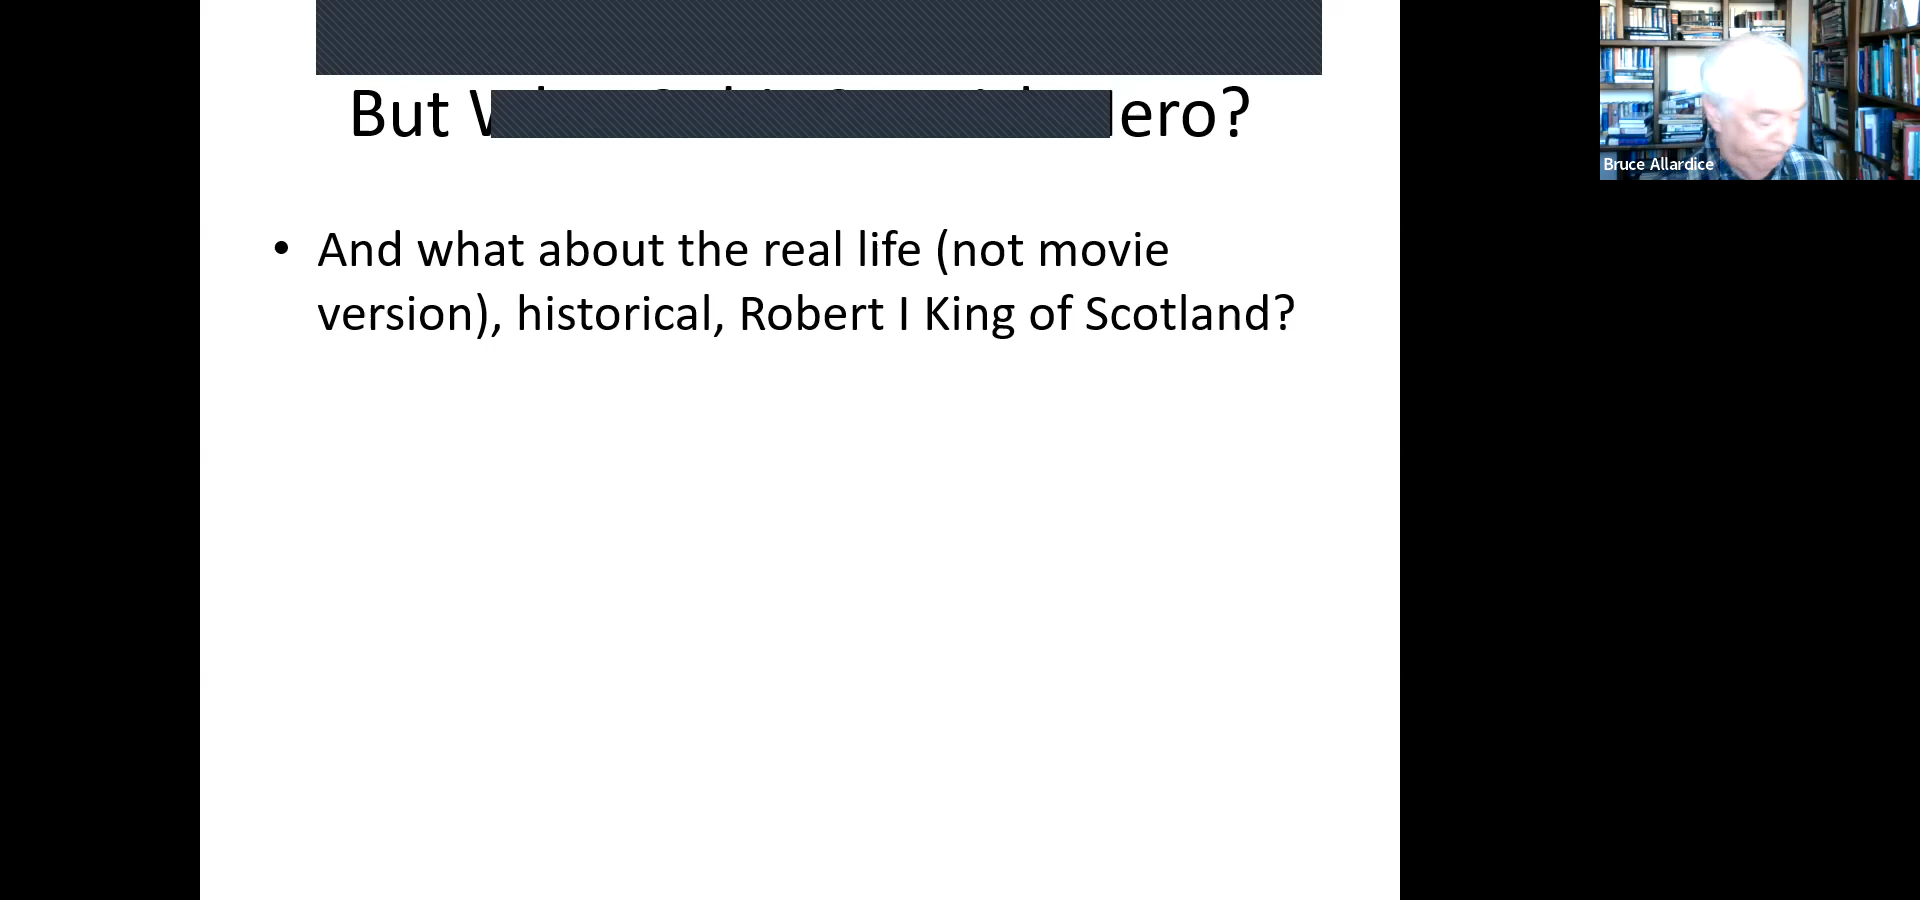 But
ero?
• And what about the real life (not movie
version), historical, Robert I King of Scotland?
Bruce Allardice